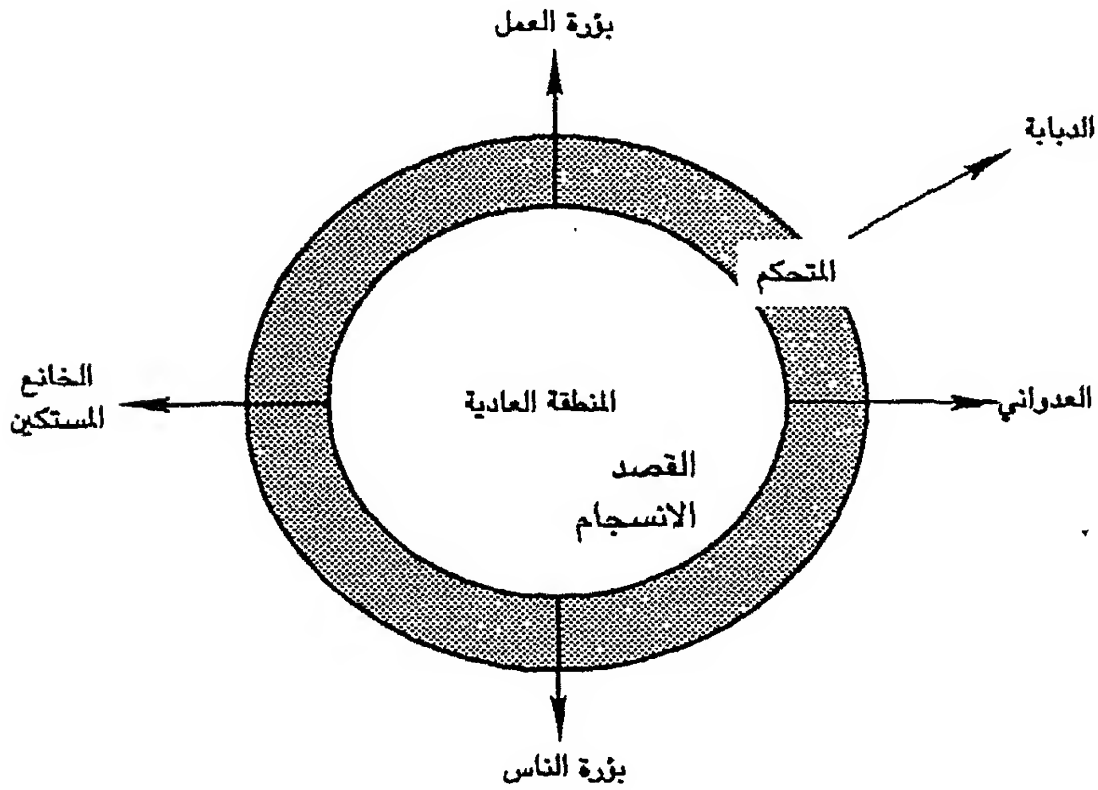 بؤرة العمل
الدبابة
المتحكم
الخانع
المستكين
المنطقة العادية
العدواني
القصد
الانسجام
بؤرة الناس